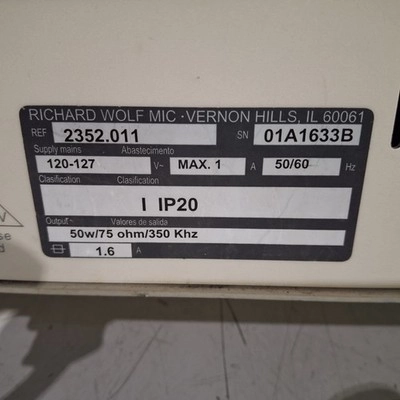 RICHARD WOLF MIC · VERNON HILLS, IL 60061
REF 2352.011 SN 01A1633B
Supply mains Abastecimento
120-127 V~ MAX. 1 A 50/60 Hz
Clasification Clasification
I IP20
Output Valores de salida
50w/75 ohm/350 Khz
1.6 A